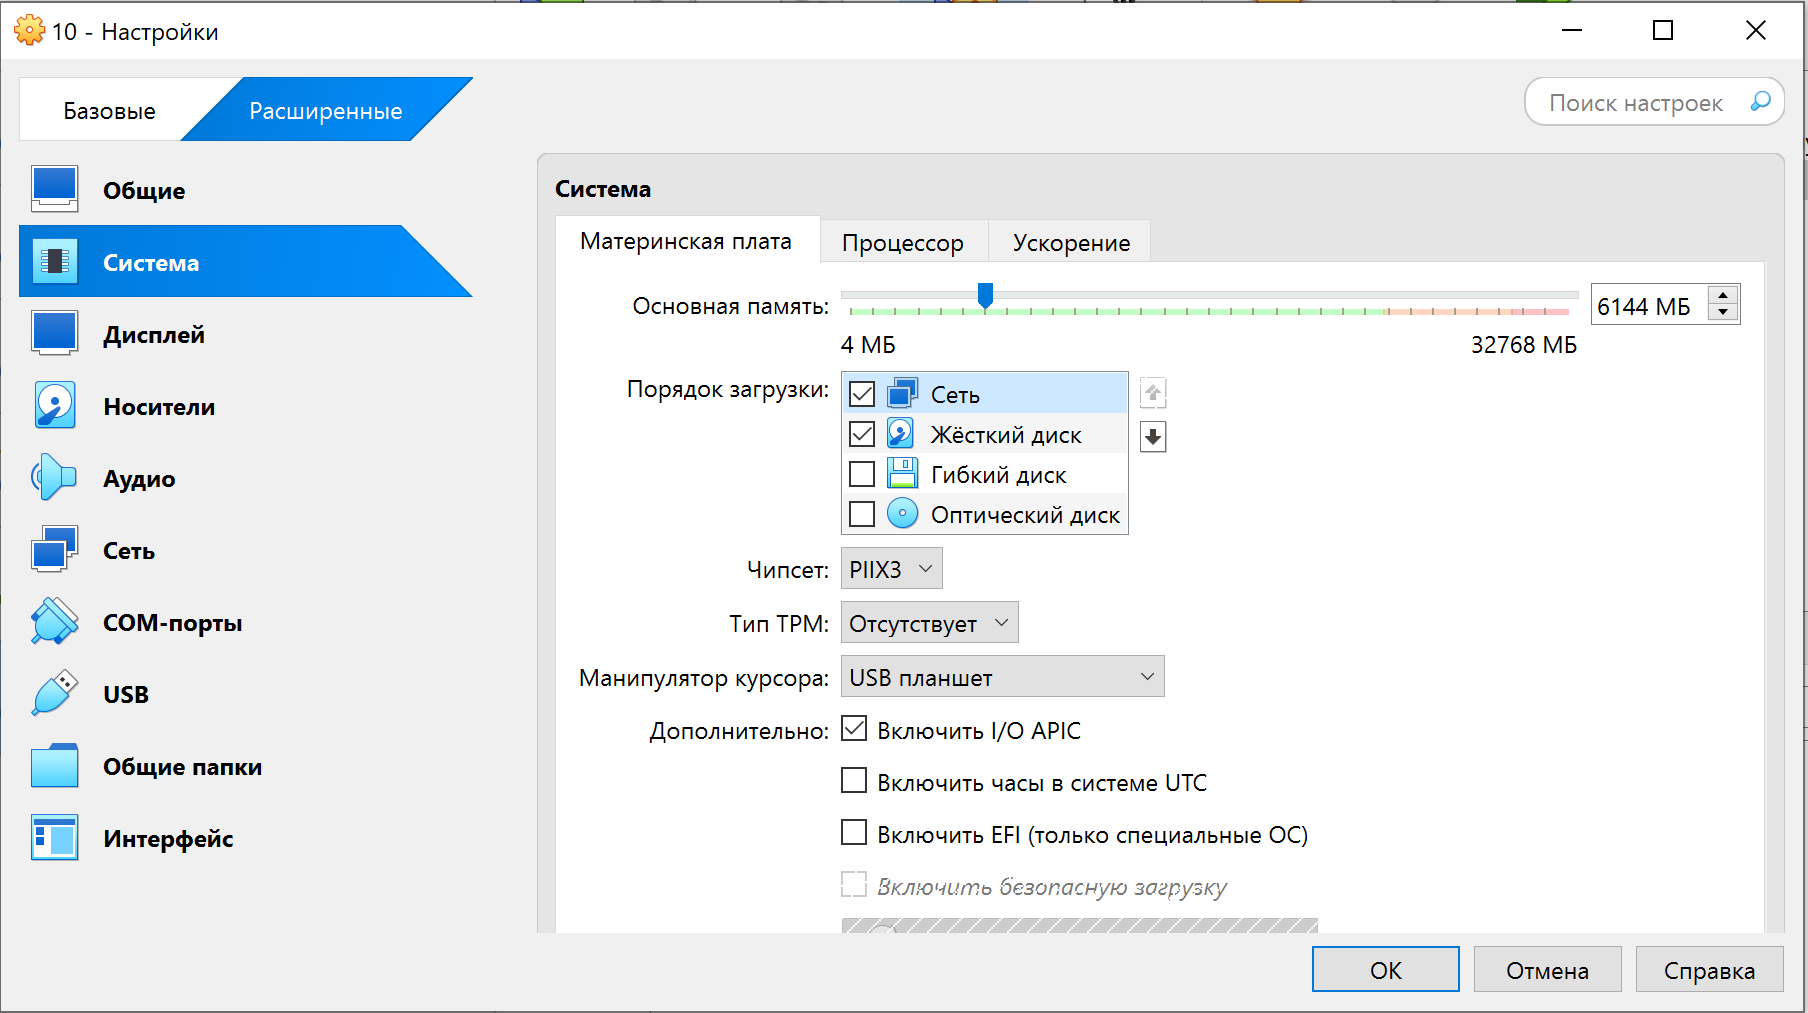 10 - Настройки
Базовые
Расширенные
Поиск настроек
Общие
Система
Дисплей
Носители
Аудио
Сеть
COM-порты
USB
Общие папки
Интерфейс
Система
Материнская плата
Процессор
Ускорение
Основная память:
6144 МБ
4 МБ
32768 МБ
Порядок загрузки:
Сеть
Жёсткий диск
Гибкий диск
Оптический диск
Чипсет:
PIIX3
Тип TPM:
Отсутствует
Манипулятор курсора:
USB планшет
Дополнительно:
Включить I/O APIC
Включить часы в системе UTC
Включить EFI (только специальные ОС)
Включить безопасную загрузку
OK
Отмена
Справка